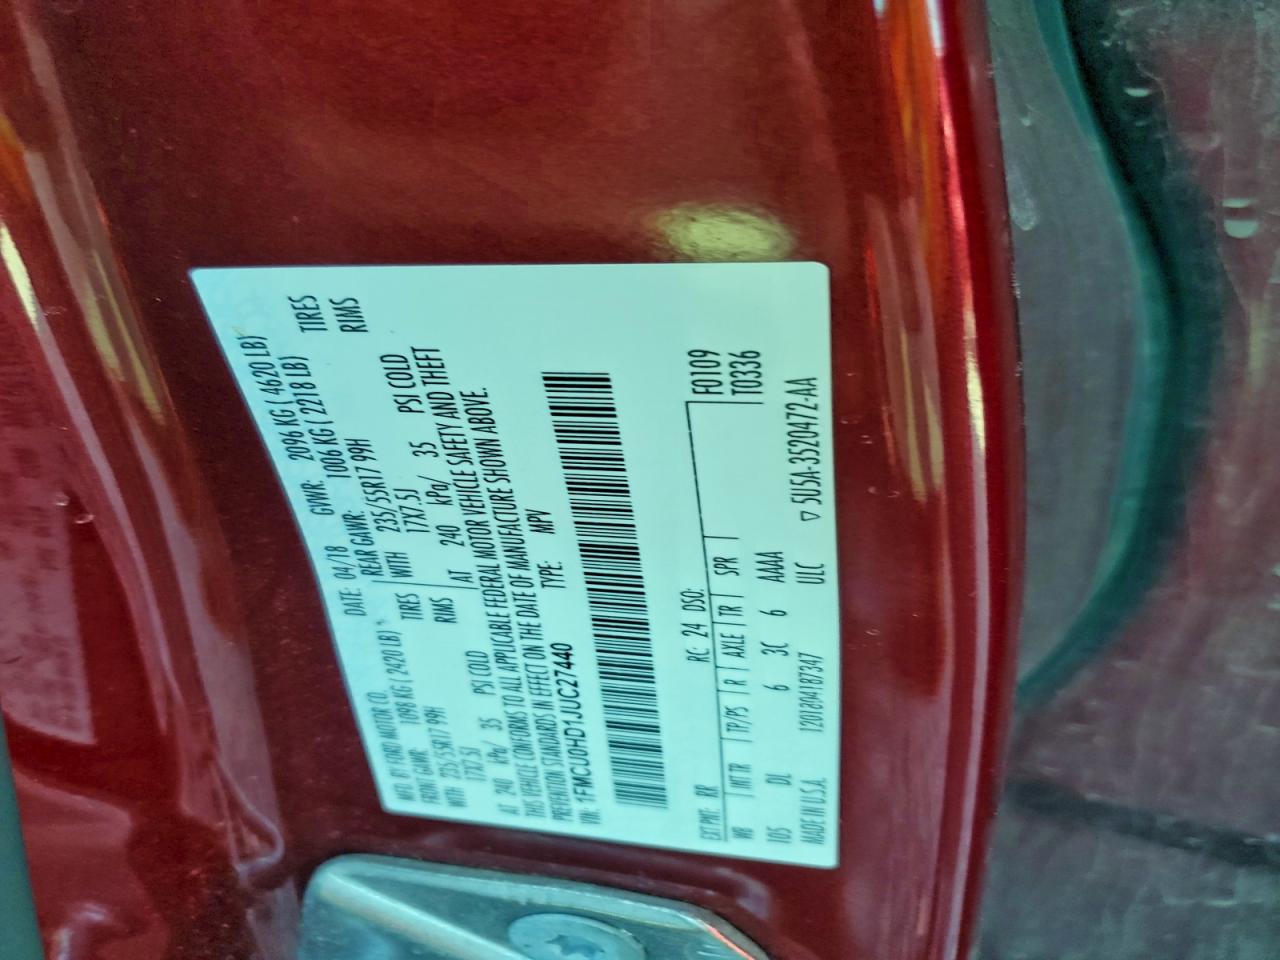 MFD. BY FORD MOTOR CO. DATE: 04/18 GVWR: 2096 KG ( 4620 LB)
FRONT GAWR: 1098 KG ( 2420 LB) REAR GAWR: 1006 KG ( 2218 LB)
WITH 235/55R17 99H TIRES WITH 235/55R17 99H TIRES
17X7.5J RIMS 17X7.5J RIMS
AT 240 kPa/ 35 PSI COLD AT 240 kPa/ 35 PSI COLD
THIS VEHICLE CONFORMS TO ALL APPLICABLE FEDERAL MOTOR VEHICLE SAFETY AND THEFT
PREVENTION STANDARDS IN EFFECT ON THE DATE OF MANUFACTURE SHOWN ABOVE.
VIN: 1FMCU0HD1JUC27440 TYPE: MPV
EXT PNT: RR RC: 24 DSO: F0109
WB INT TR TP/PS R AXLE TR SPR T0336
105 DL 6 3C 6 AAAA
MADE IN U.S.A. 12018041 87347 ULC ▽ 5U5A-3520472-AA